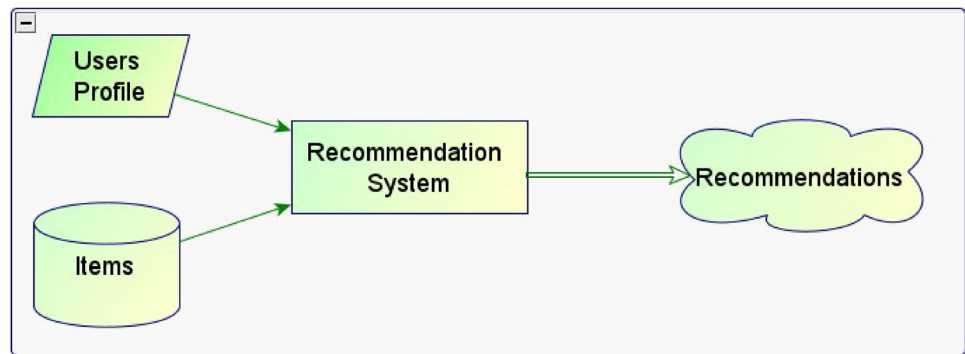 Users
Profile
Recommendation
System
Recommendations
Items